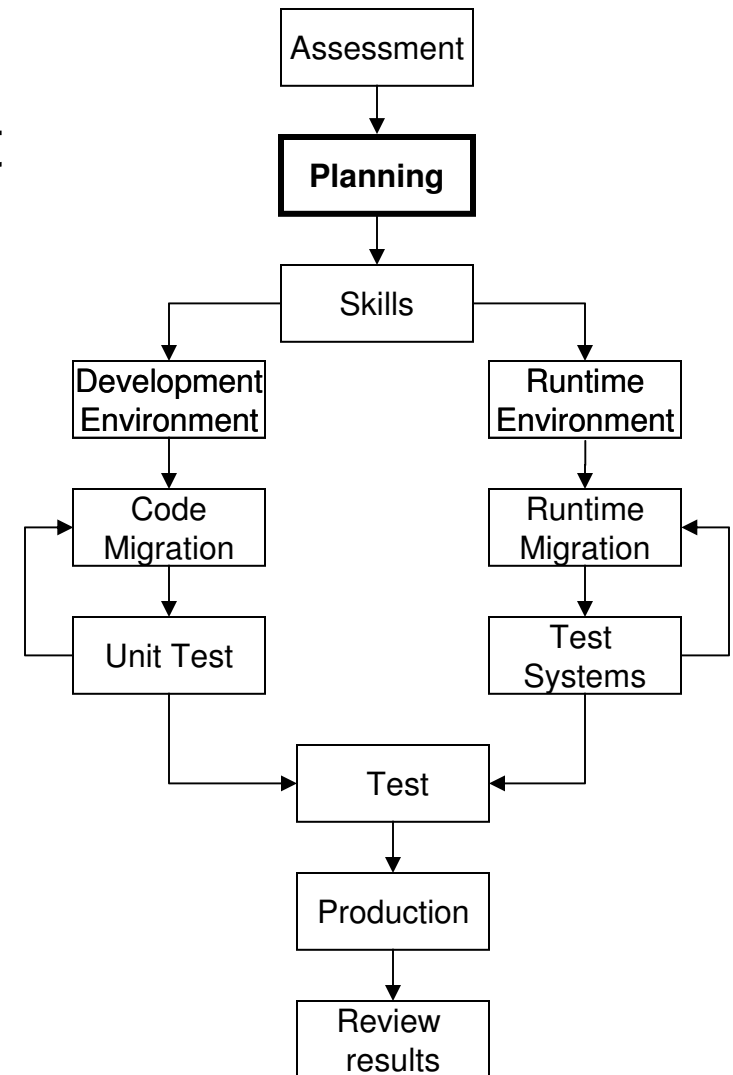 Assessment
Planning
Skills
Development
Environment
Runtime
Environment
Code
Migration
Runtime
Migration
Unit Test
Test
Systems
Test
Production
Review
results